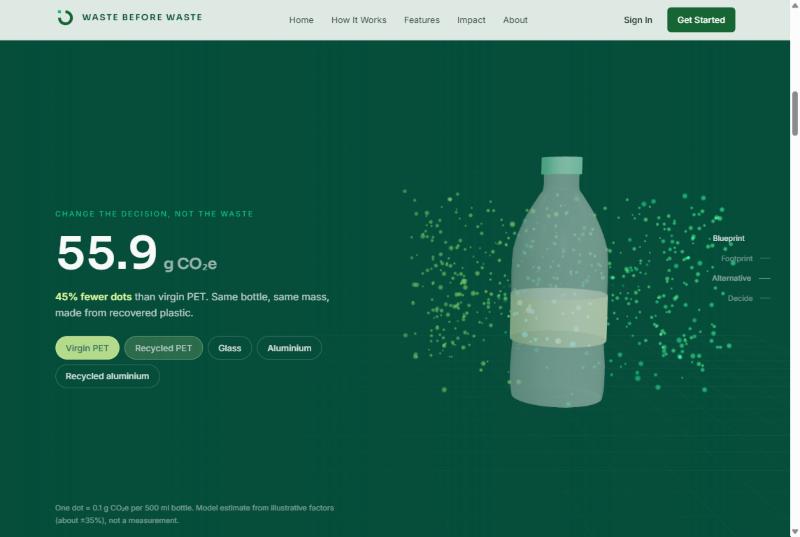 WASTE BEFORE WASTE
Home How It Works Features Impact About
Sign In Get Started
CHANGE THE DECISION, NOT THE WASTE
55.9 g CO₂e
45% fewer dots than virgin PET. Same bottle, same mass,
made from recovered plastic.
Virgin PET Recycled PET Glass Aluminium
Recycled aluminium
Blueprint
Footprint
Alternative
Decide
One dot = 0.1 g CO₂e per 500 ml bottle. Model estimate from illustrative factors
(about ±35%), not a measurement.